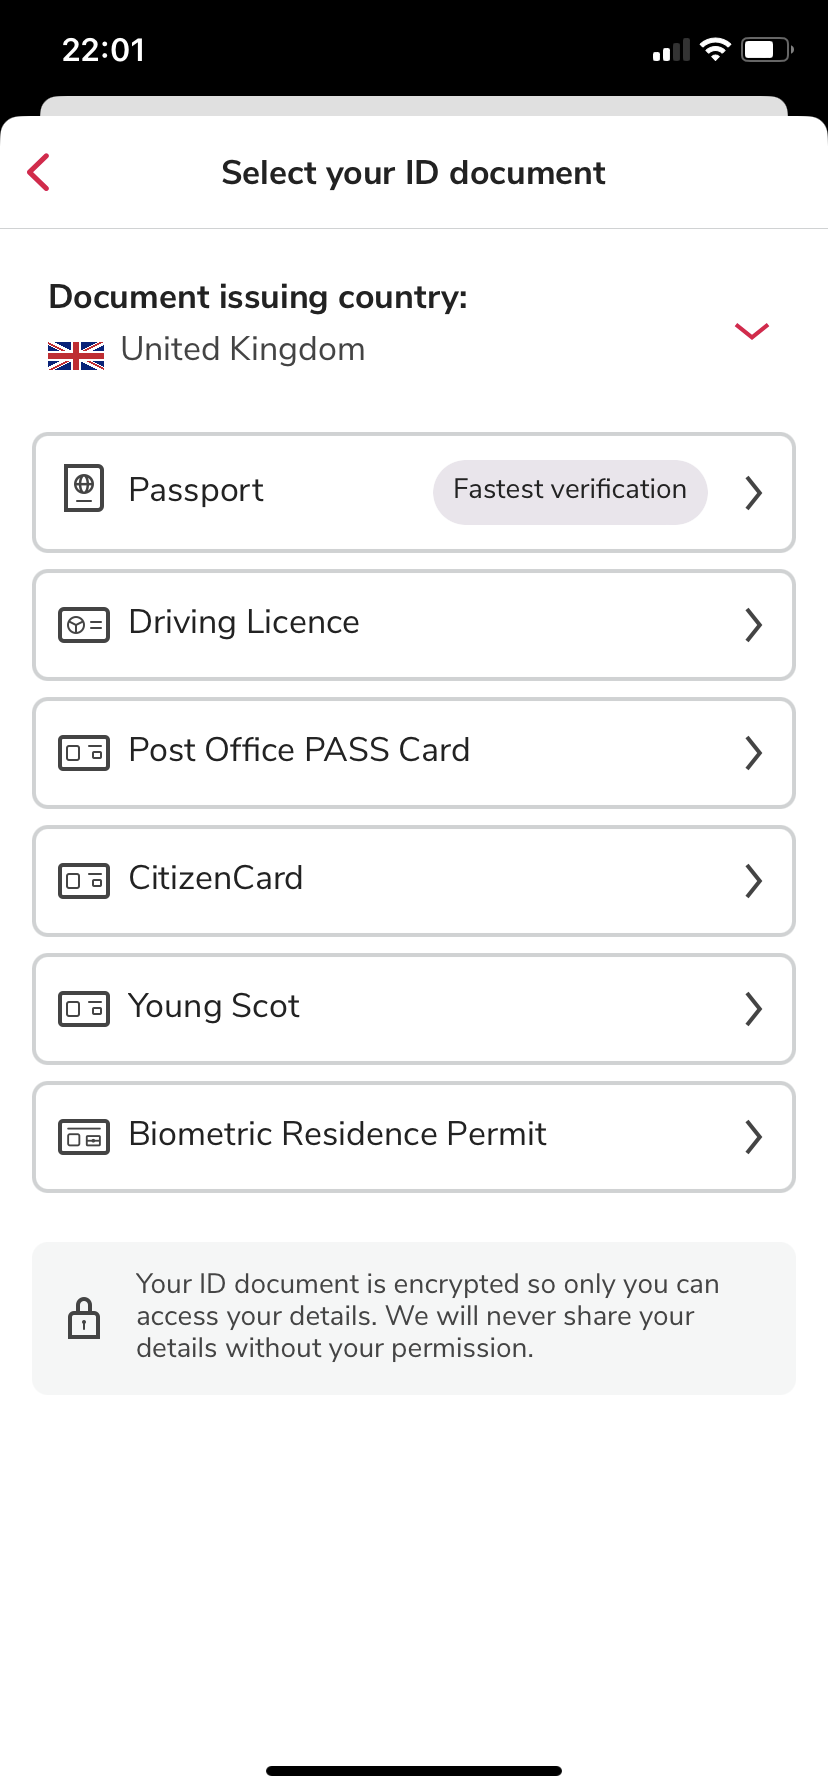 22:01
Select your ID document
Document issuing country:
United Kingdom
Passport
Fastest verification
Driving Licence
Post Office PASS Card
CitizenCard
Young Scot
Biometric Residence Permit
Your ID document is encrypted so only you can
access your details. We will never share your
details without your permission.